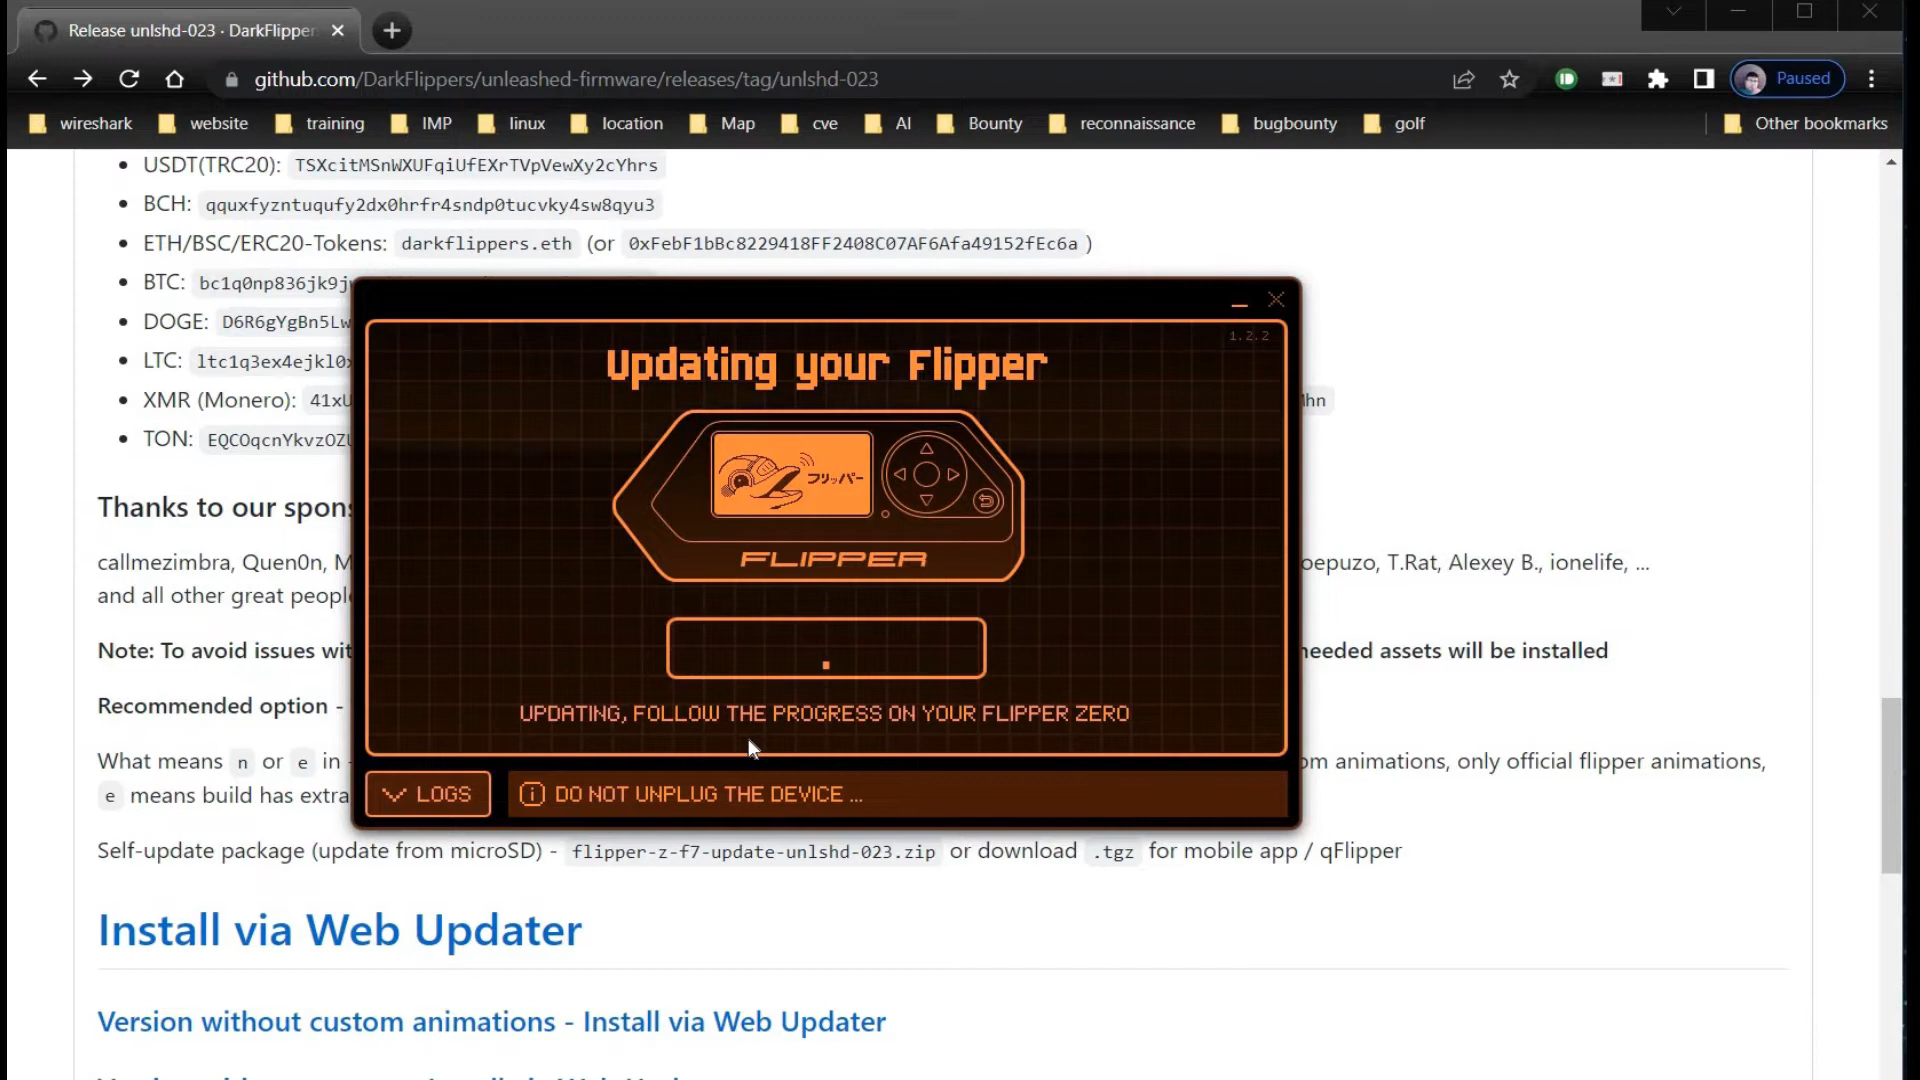 Release unlshd-023 · DarkFlipper
github.com/DarkFlippers/unleashed-firmware/releases/tag/unlshd-023
Paused
wireshark website training IMP linux location Map cve AI Bounty reconnaissance bugbounty golf Other bookmarks
USDT(TRC20): TSXcitMSnWXUFqiUfEXrTVpVewXy2cYhrs
BCH: qquxfyzntuqufy2dx0hrfr4sndp0tucvky4sw8qyu3
ETH/BSC/ERC20-Tokens: darkflippers.eth (or 0xFebF1bBc8229418FF2408C07AF6Afa49152fEc6a )
BTC: bc1q0np836jk9j
DOGE: D6R6gYgBn5Lw
LTC: ltc1q3ex4ejkl0
XMR (Monero): 41xU
hn
TON: EQCOqcnYkvzOZU
1.2.2
Updating your Flipper
フリッパー
FLIPPER
UPDATING, FOLLOW THE PROGRESS ON YOUR FLIPPER ZERO
LOGS
DO NOT UNPLUG THE DEVICE ...
Thanks to our spons
callmezimbra, Quen0n, M
oepuzo, T.Rat, Alexey B., ionelife, ...
and all other great people
Note: To avoid issues wit
needed assets will be installed
Recommended option -
What means n or e in -
om animations, only official flipper animations,
e means build has extra
Self-update package (update from microSD) - flipper-z-f7-update-unlshd-023.zip or download .tgz for mobile app / qFlipper
Install via Web Updater
Version without custom animations - Install via Web Updater